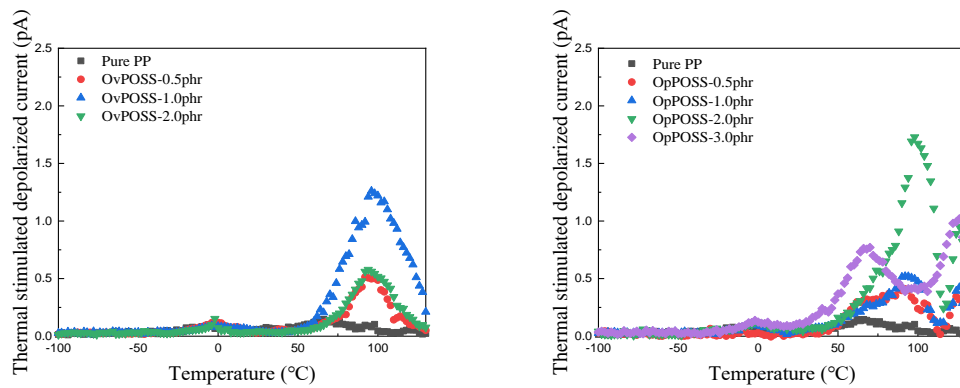 Thermal stimulated depolarized current (pA)
2.5
2.0
1.5
1.0
0.5
0.0
-100
-50
0
50
100
Temperature (℃)
Pure PP
OvPOSS-0.5phr
OvPOSS-1.0phr
OvPOSS-2.0phr
Thermal stimulated depolarized current (pA)
2.5
2.0
1.5
1.0
0.5
0.0
-100
-50
0
50
100
Temperature (℃)
Pure PP
OpPOSS-0.5phr
OpPOSS-1.0phr
OpPOSS-2.0phr
OpPOSS-3.0phr